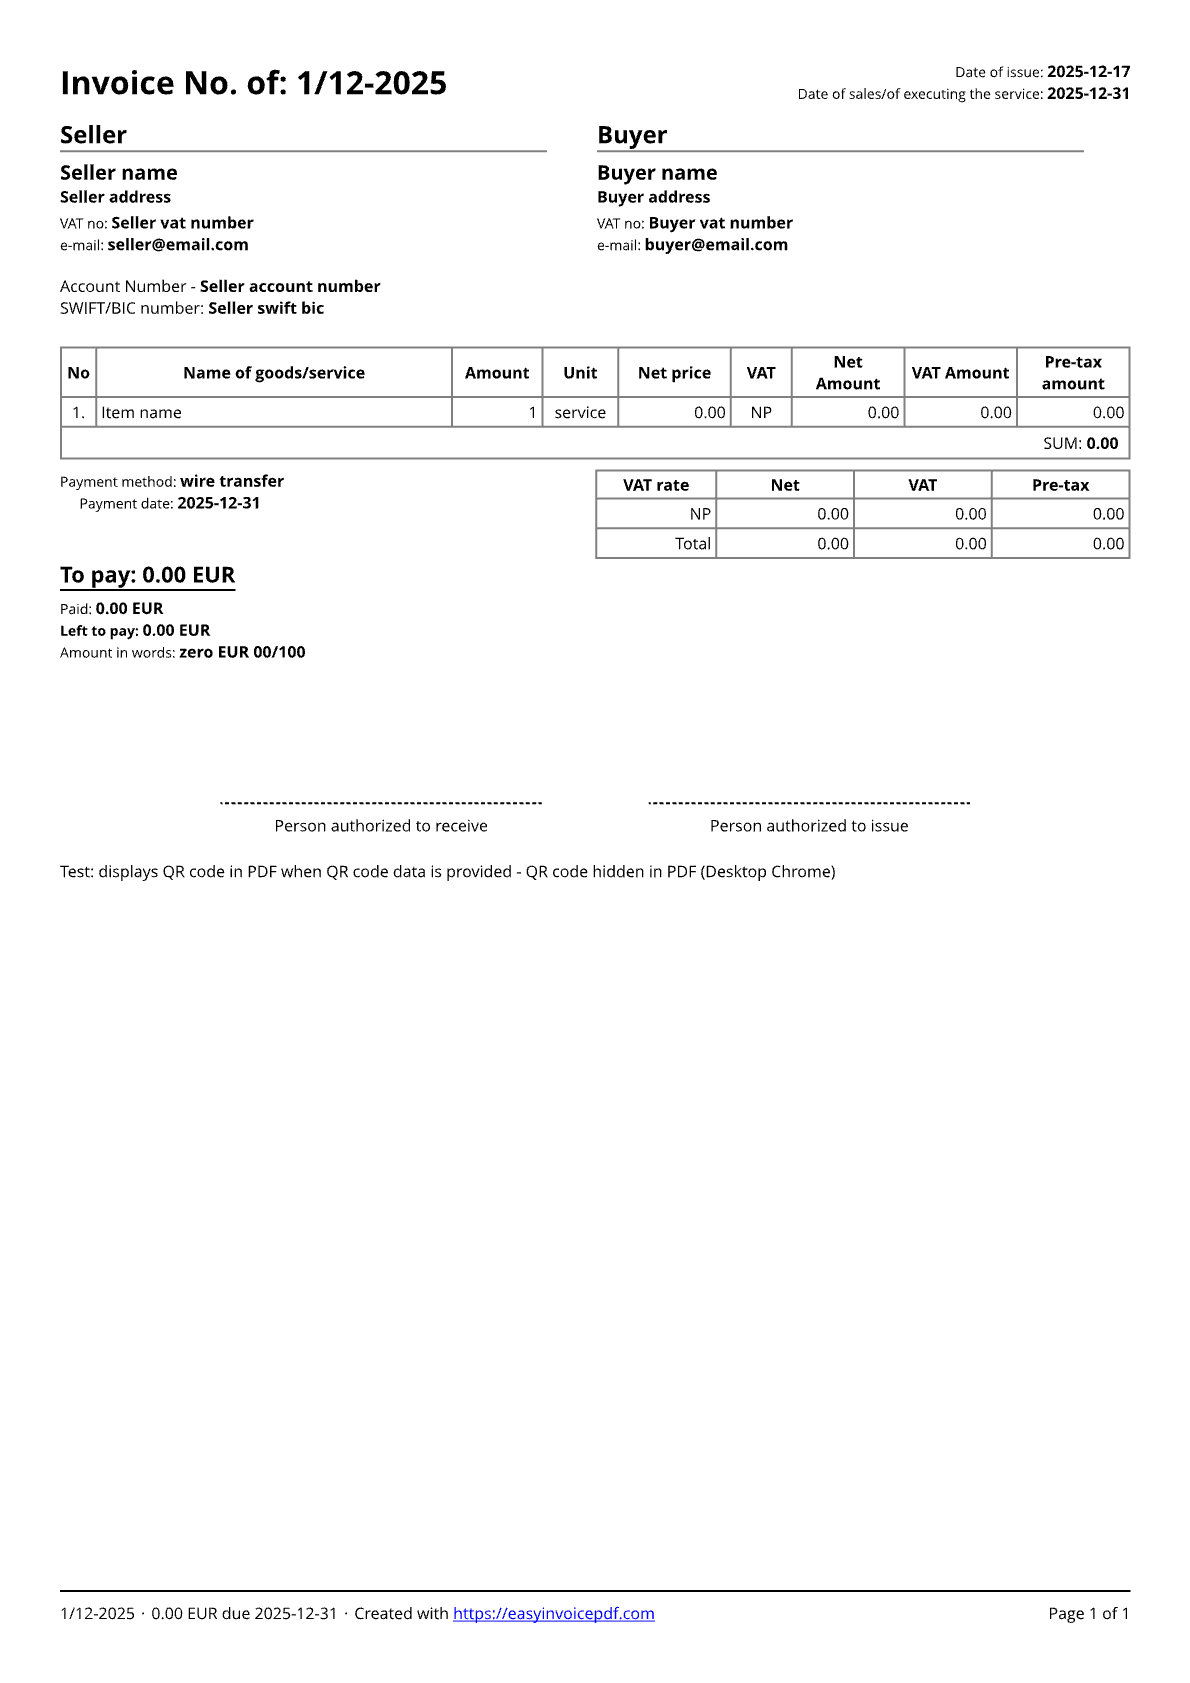 Invoice No. of: 1/12-2025
Date of issue: 2025-12-17
Date of sales/of executing the service: 2025-12-31
Seller
Seller name
Seller address
VAT no: Seller vat number
e-mail: seller@email.com
Account Number - Seller account number
SWIFT/BIC number: Seller swift bic
Buyer
Buyer name
Buyer address
VAT no: Buyer vat number
e-mail: buyer@email.com
No Name of goods/service Amount Unit Net price VAT Net Amount VAT Amount Pre-tax amount
1. Item name 1 service 0.00 NP 0.00 0.00 0.00
SUM: 0.00
Payment method: wire transfer
Payment date: 2025-12-31
VAT rate Net VAT Pre-tax
NP 0.00 0.00 0.00
Total 0.00 0.00 0.00
To pay: 0.00 EUR
Paid: 0.00 EUR
Left to pay: 0.00 EUR
Amount in words: zero EUR 00/100
Person authorized to receive
Person authorized to issue
Test: displays QR code in PDF when QR code data is provided - QR code hidden in PDF (Desktop Chrome)
1/12-2025 · 0.00 EUR due 2025-12-31 · Created with https://easyinvoicepdf.com
Page 1 of 1